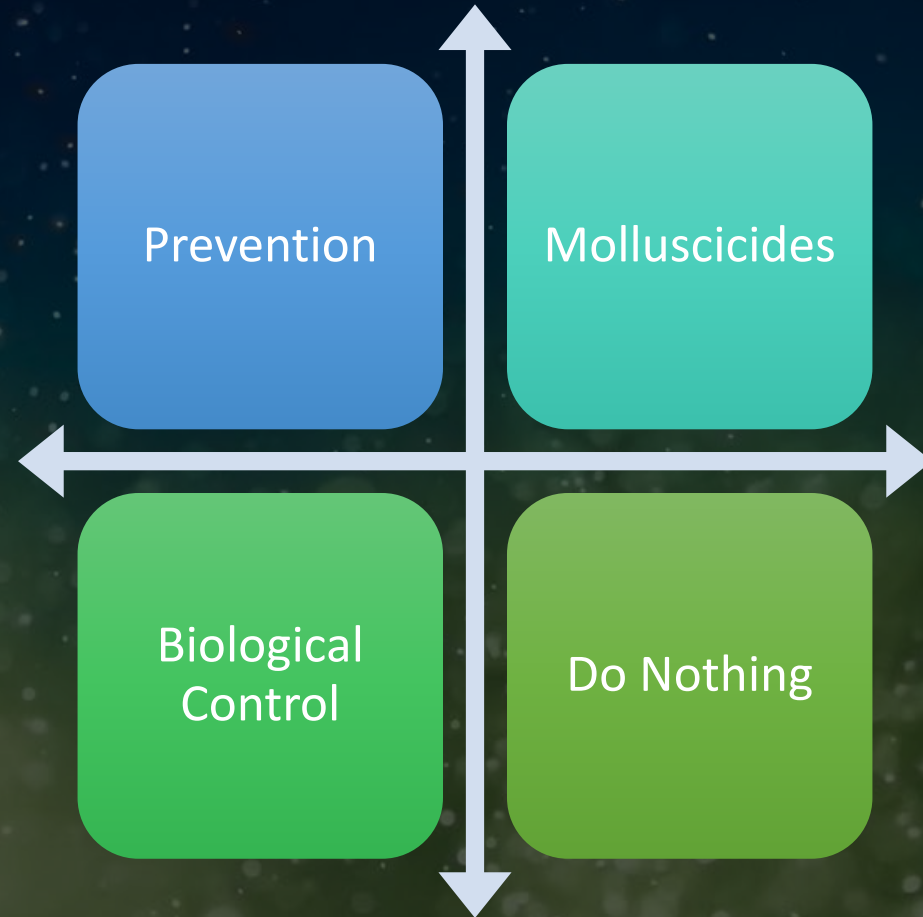 Prevention
Molluscicides
Biological
Control
Do Nothing